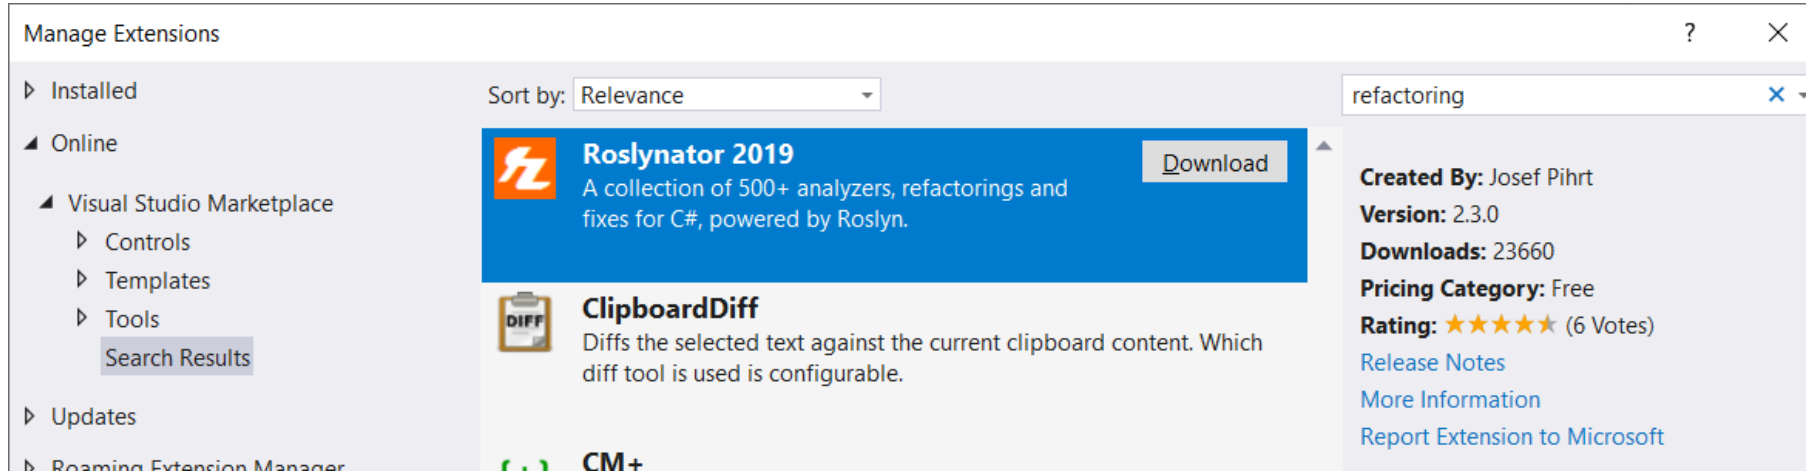 Manage Extensions
?
Installed
Online
Visual Studio Marketplace
Controls
Templates
Tools
Search Results
Updates
Roaming Extension Manager
Sort by: Relevance
Roslynator 2019
Download
A collection of 500+ analyzers, refactorings and
fixes for C#, powered by Roslyn.
DIFF
ClipboardDiff
Diffs the selected text against the current clipboard content. Which
diff tool is used is configurable.
CM+
refactoring
Created By: Josef Pihrt
Version: 2.3.0
Downloads: 23660
Pricing Category: Free
Rating: (6 Votes)
Release Notes
More Information
Report Extension to Microsoft